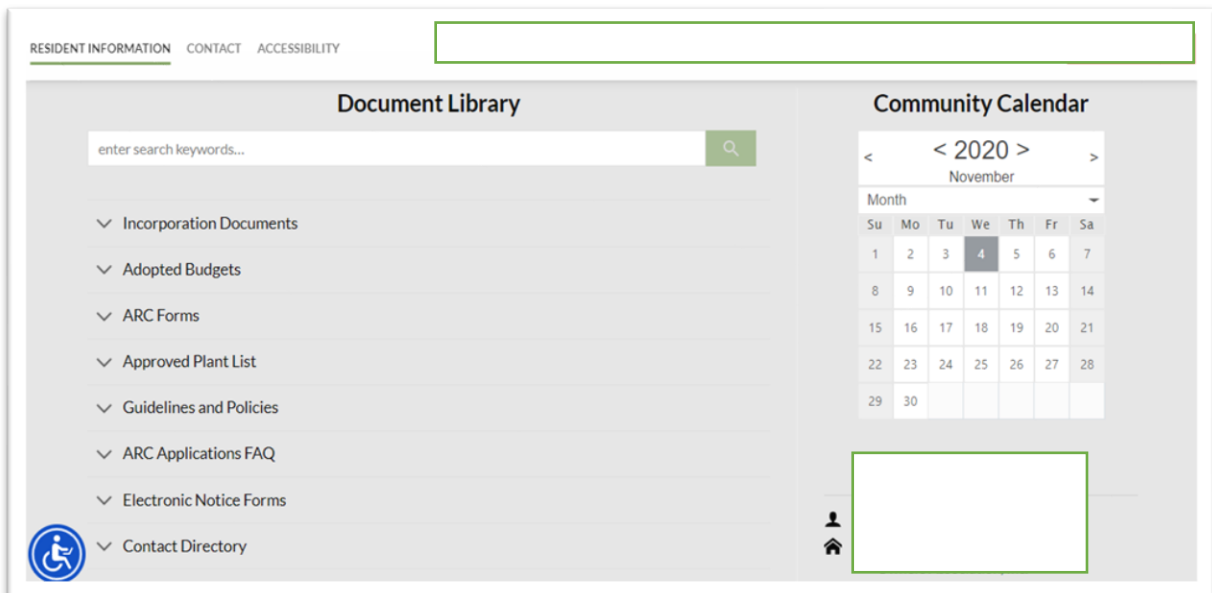 RESIDENT INFORMATION CONTACT ACCESSIBILITY
Document Library
enter search keywords...
Incorporation Documents
Adopted Budgets
ARC Forms
Approved Plant List
Guidelines and Policies
ARC Applications FAQ
Electronic Notice Forms
Contact Directory
Community Calendar
< < 2020 > >
November
Month
Su Mo Tu We Th Fr Sa
1 2 3 4 5 6 7
8 9 10 11 12 13 14
15 16 17 18 19 20 21
22 23 24 25 26 27 28
29 30